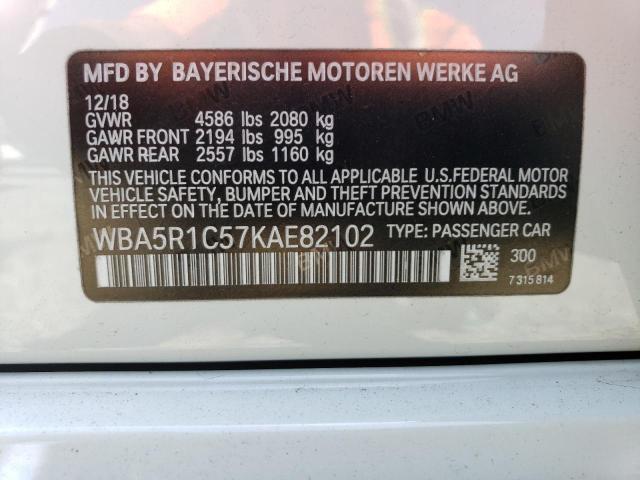 MFD BY BAYERISCHE MOTOREN WERKE AG
12/18
GVWR 4586 lbs 2080 kg
GAWR FRONT 2194 lbs 995 kg
GAWR REAR 2557 lbs 1160 kg
THIS VEHICLE CONFORMS TO ALL APPLICABLE U.S.FEDERAL MOTOR
VEHICLE SAFETY, BUMPER AND THEFT PREVENTION STANDARDS
IN EFFECT ON THE DATE OF MANUFACTURE SHOWN ABOVE.
WBA5R1C57KAE82102 TYPE: PASSENGER CAR
300
7 315 814